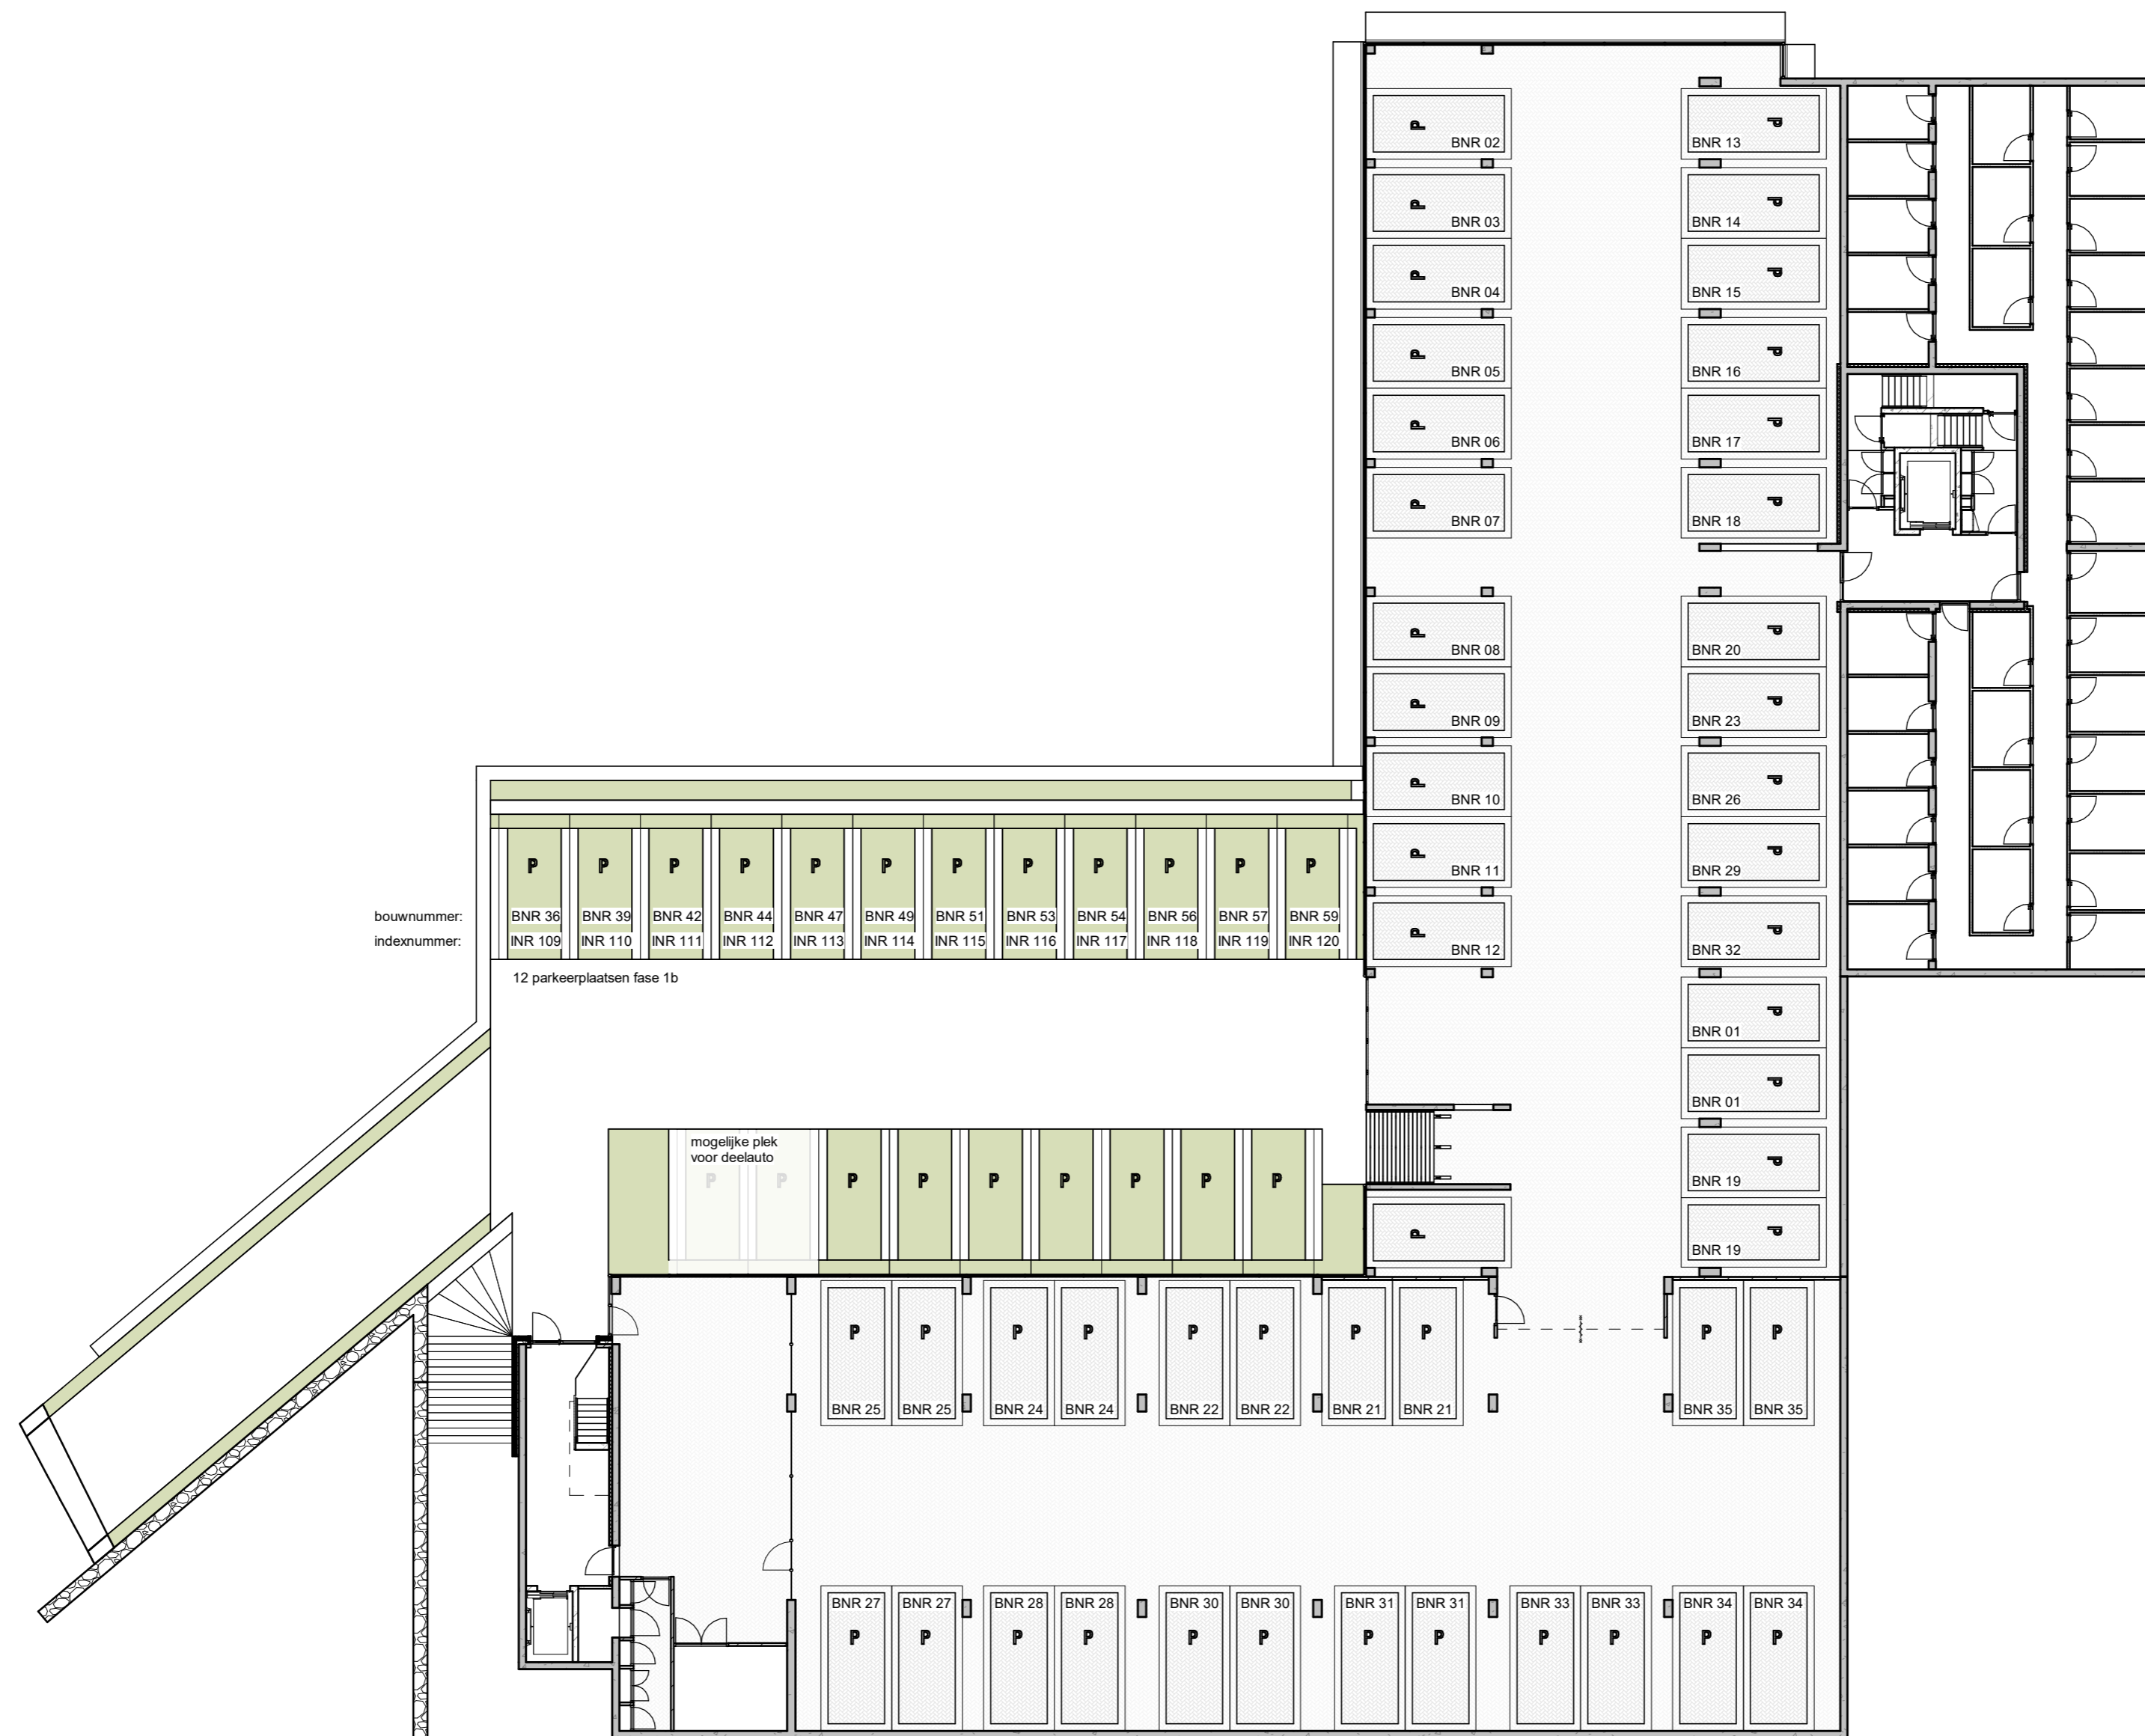 P P
BNR 02 BNR 13
P P
BNR 03 BNR 14
P P
BNR 04 BNR 15
P P
BNR 05 BNR 16
P P
BNR 06 BNR 17
P P
BNR 07 BNR 18
P P
BNR 08 BNR 20
P P
BNR 09 BNR 23
P P
BNR 10 BNR 26
P P
BNR 11 BNR 29
P P
BNR 12 BNR 32
P P P P P P P P P P P P
bouwnummer: BNR 36 BNR 39 BNR 42 BNR 44 BNR 47 BNR 49 BNR 51 BNR 53 BNR 54 BNR 56 BNR 57 BNR 59
indexnummer: INR 109 INR 110 INR 111 INR 112 INR 113 INR 114 INR 115 INR 116 INR 117 INR 118 INR 119 INR 120
12 parkeerplaatsen fase 1b
P
BNR 01
P
BNR 01
mogelijke plek
voor deelauto
P P P P P P P P P
P
BNR 19
P P
BNR 19
P P P P P P P P P P
BNR 25 BNR 25 BNR 24 BNR 24 BNR 22 BNR 22 BNR 21 BNR 21 BNR 35 BNR 35
BNR 27 BNR 27 BNR 28 BNR 28 BNR 30 BNR 30 BNR 31 BNR 31 BNR 33 BNR 33 BNR 34 BNR 34
P P P P P P P P P P P P